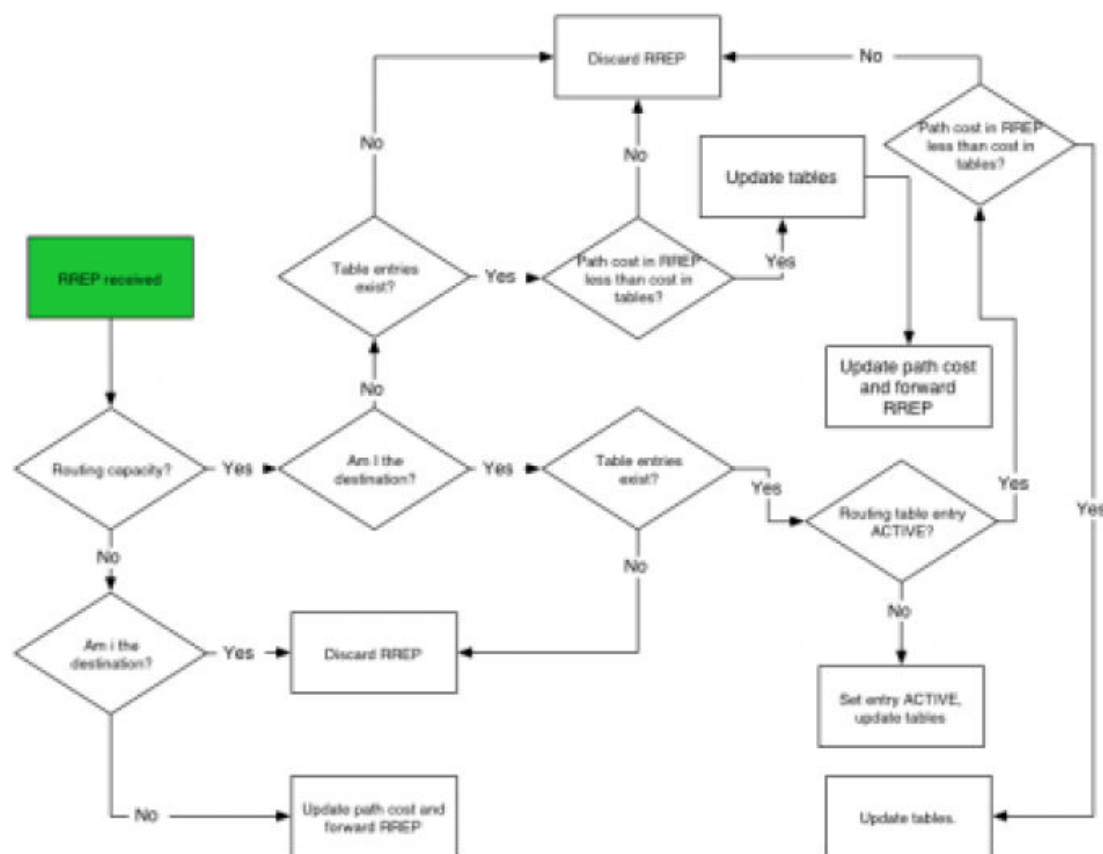 Discard RREP
No
No
No
Path cost in RREP
less than cost in
tables?
Update tables
RREP received
Table entries
exist?
Yes
Path cost in RREP
less than cost in
tables?
Yes
Update path cost
and forward
RREP
No
Routing capacity?
Yes
Am I the
destination?
Yes
Table entries
exist?
Yes
Routing table entry
ACTIVE?
Yes
Yes
No
No
No
Am i the
destination?
Yes
Discard RREP
Set entry ACTIVE,
update tables
No
Update path cost and
forward RREP
Update tables.